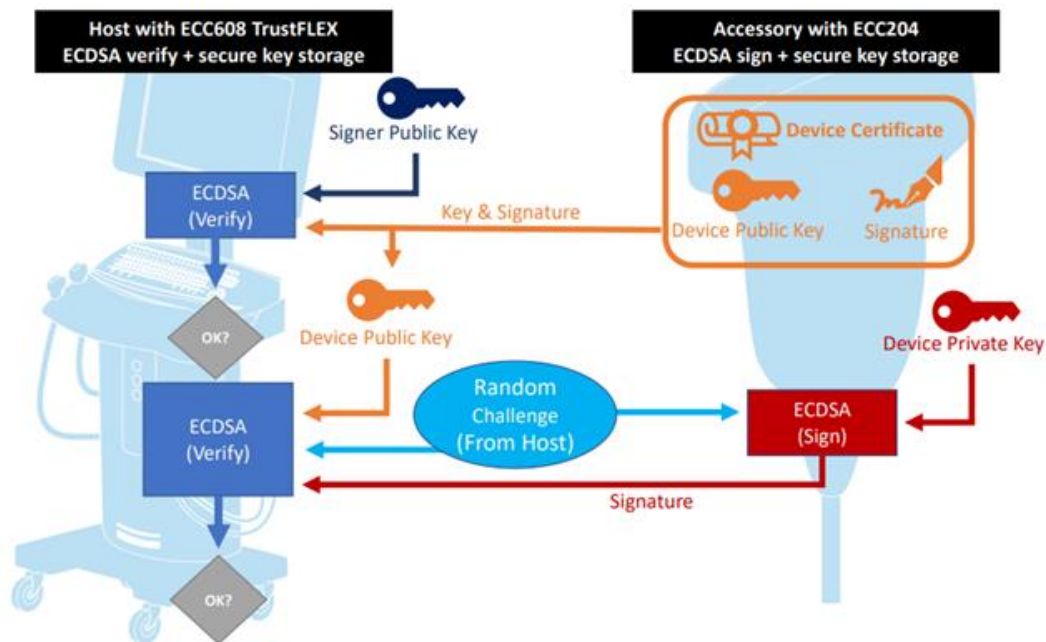 Host with ECC608 TrustFLEX
ECDSA verify + secure key storage
Accessory with ECC204
ECDSA sign + secure key storage
Signer Public Key
Device Certificate
ECDSA
(Verify)
Key & Signature
Device Public Key
Signature
OK?
Device Public Key
Device Private Key
Random
Challenge
(From Host)
ECDSA
(Verify)
ECDSA
(Sign)
Signature
OK?